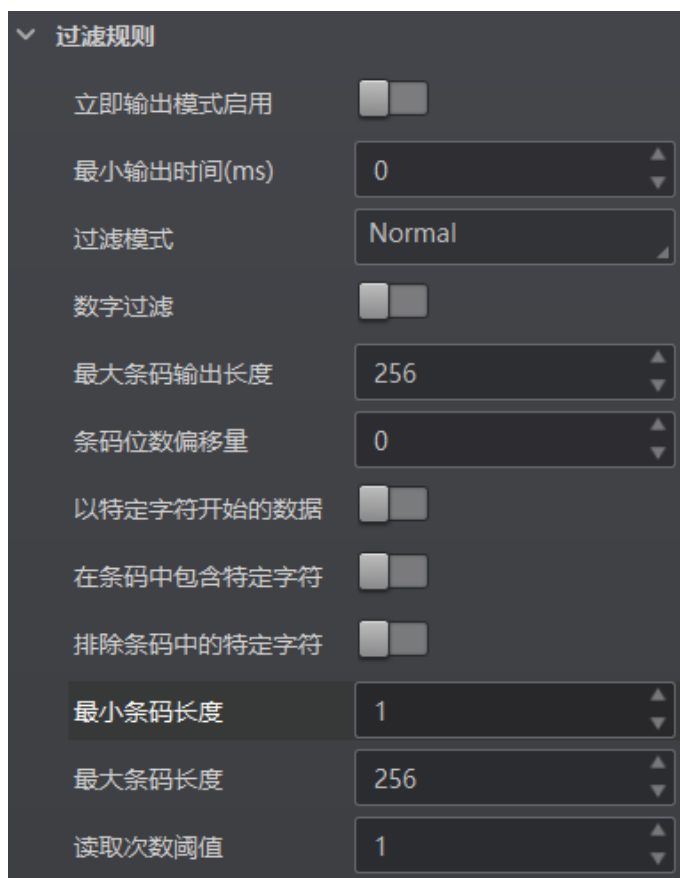 过滤规则
立即输出模式启用
最小输出时间(ms) 0
过滤模式 Normal
数字过滤
最大条码输出长度 256
条码位数偏移量 0
以特定字符开始的数据
在条码中包含特定字符
排除条码中的特定字符
最小条码长度 1
最大条码长度 256
读取次数阈值 1